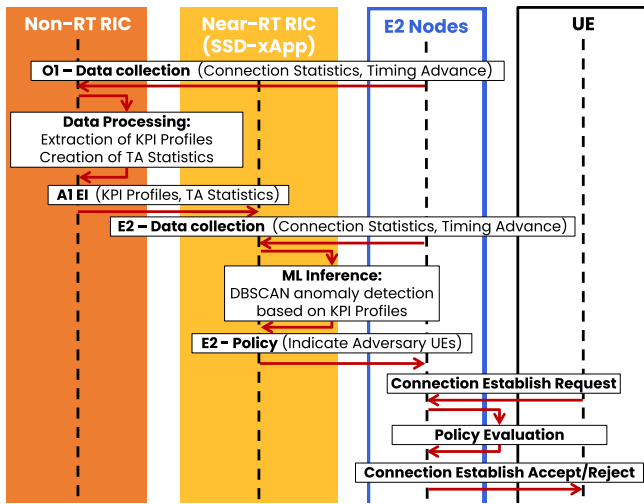 Non-RT RIC
Near-RT RIC
(SSD-xApp)
E2 Nodes
UE
O1 – Data collection (Connection Statistics, Timing Advance)
Data Processing:
Extraction of KPI Profiles
Creation of TA Statistics
A1 EI (KPI Profiles, TA Statistics)
E2 – Data collection (Connection Statistics, Timing Advance)
ML Inference:
DBSCAN anomaly detection
based on KPI Profiles
E2 - Policy (Indicate Adversary UEs)
Connection Establish Request
Policy Evaluation
Connection Establish Accept/Reject